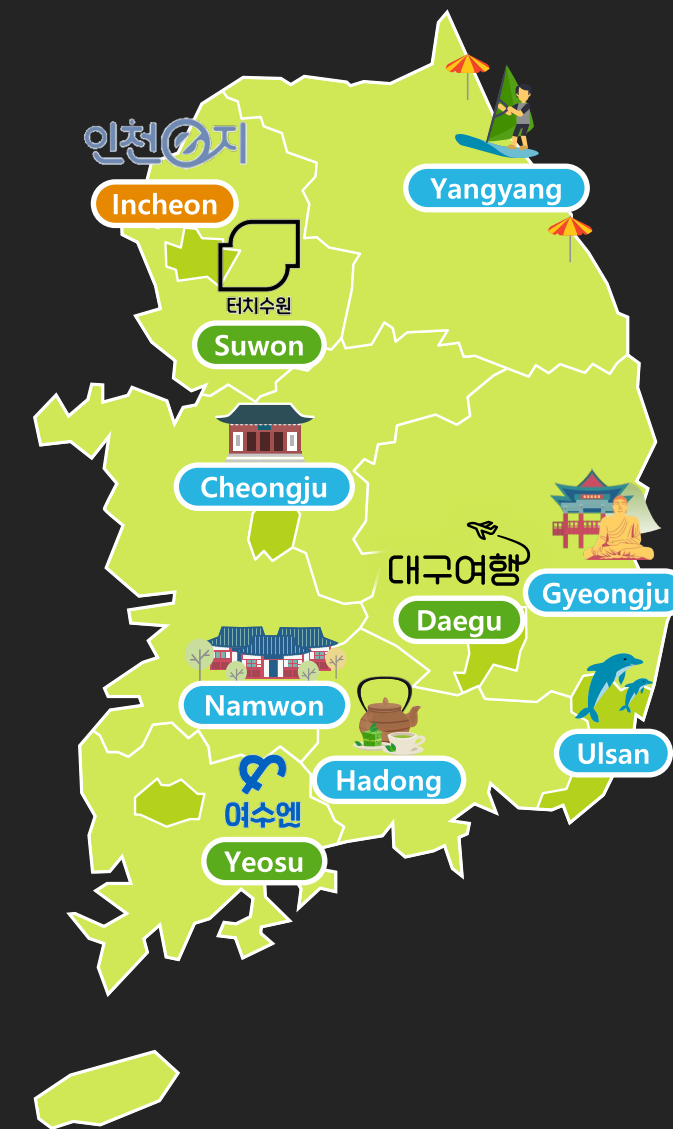 인천e지
Incheon
Yangyang
터치수원
Suwon
Cheongju
대구여행
Daegu
Gyeongju
Namwon
Ulsan
Hadong
여수엔
Yeosu